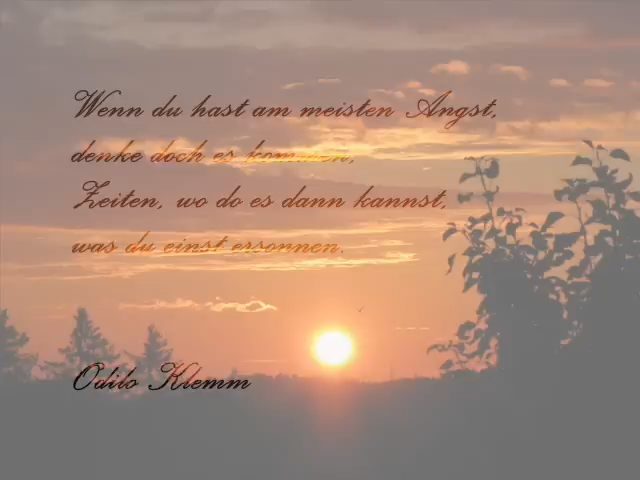 Wenn du hast am meisten Angst,
denke doch es kommen,
Zeiten, wo do es dann kannst,
was du einst ersonnen.
Odilo Klemm